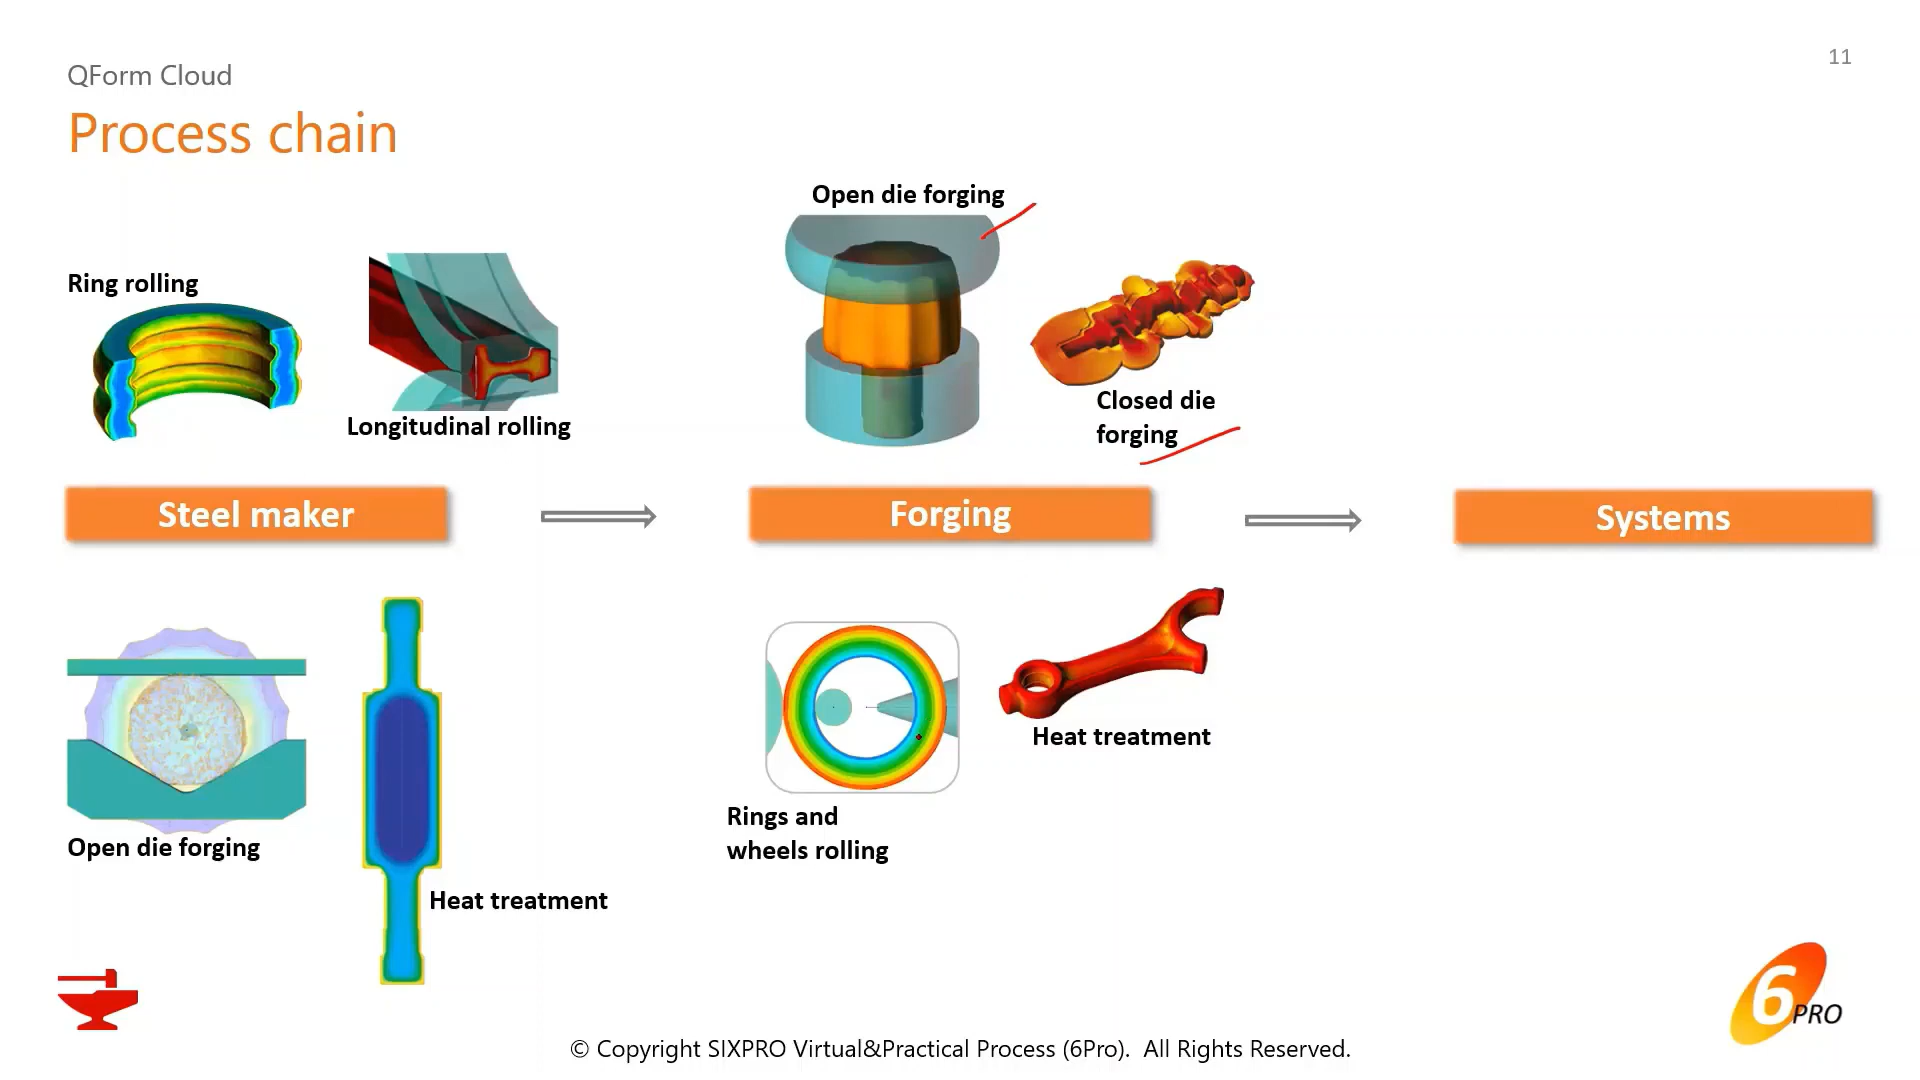 11
QForm Cloud
Process chain
Ring rolling
Longitudinal rolling
Open die forging
Closed die
forging
Steel maker
Forging
Systems
Open die forging
Heat treatment
Rings and
wheels rolling
Heat treatment
6PRO
© Copyright SIXPRO Virtual&Practical Process (6Pro).  All Rights Reserved.